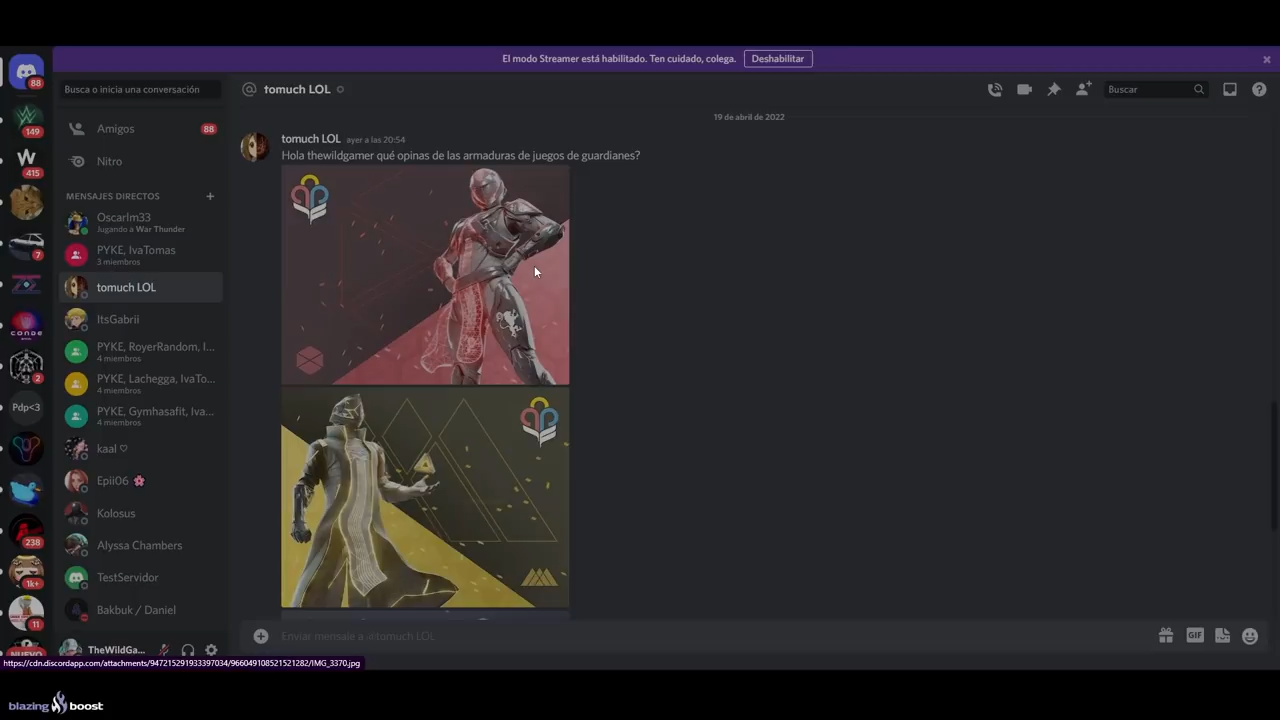 El modo Streamer está habilitado. Ten cuidado, colega.
Deshabilitar
88
149
415
7
2
Pdp<3
238
1k+
11
NUEVO
Busca o inicia una conversación
Amigos
88
Nitro
MENSAJES DIRECTOS
Oscarlm33
Jugando a War Thunder
PYKE, IvaTomas
3 miembros
tomuch LOL
ItsGabrii
PYKE, RoyerRandom, I...
4 miembros
PYKE, Lachegga, IvaTo...
4 miembros
PYKE, Gymhasafit, Iva...
4 miembros
kaal ♡
Epii06 🌸
Kolosus
Alyssa Chambers
TestServidor
Bakbuk / Daniel
TheWildGa...
tomuch LOL
Buscar
19 de abril de 2022
tomuch LOL ayer a las 20:54
Hola thewildgamer qué opinas de las armaduras de juegos de guardianes?
Enviar mensaje a @tomuch LOL
GIF
https://cdn.discordapp.com/attachments/947215291933397034/966049108521521282/IMG_3370.jpg
blazing boost